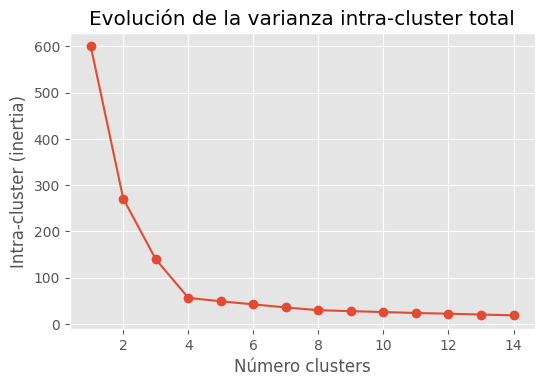 Evolución de la varianza intra-cluster total
Intra-cluster (inertia)
600
500
400
300
200
100
0
2 4 6 8 10 12 14
Número clusters